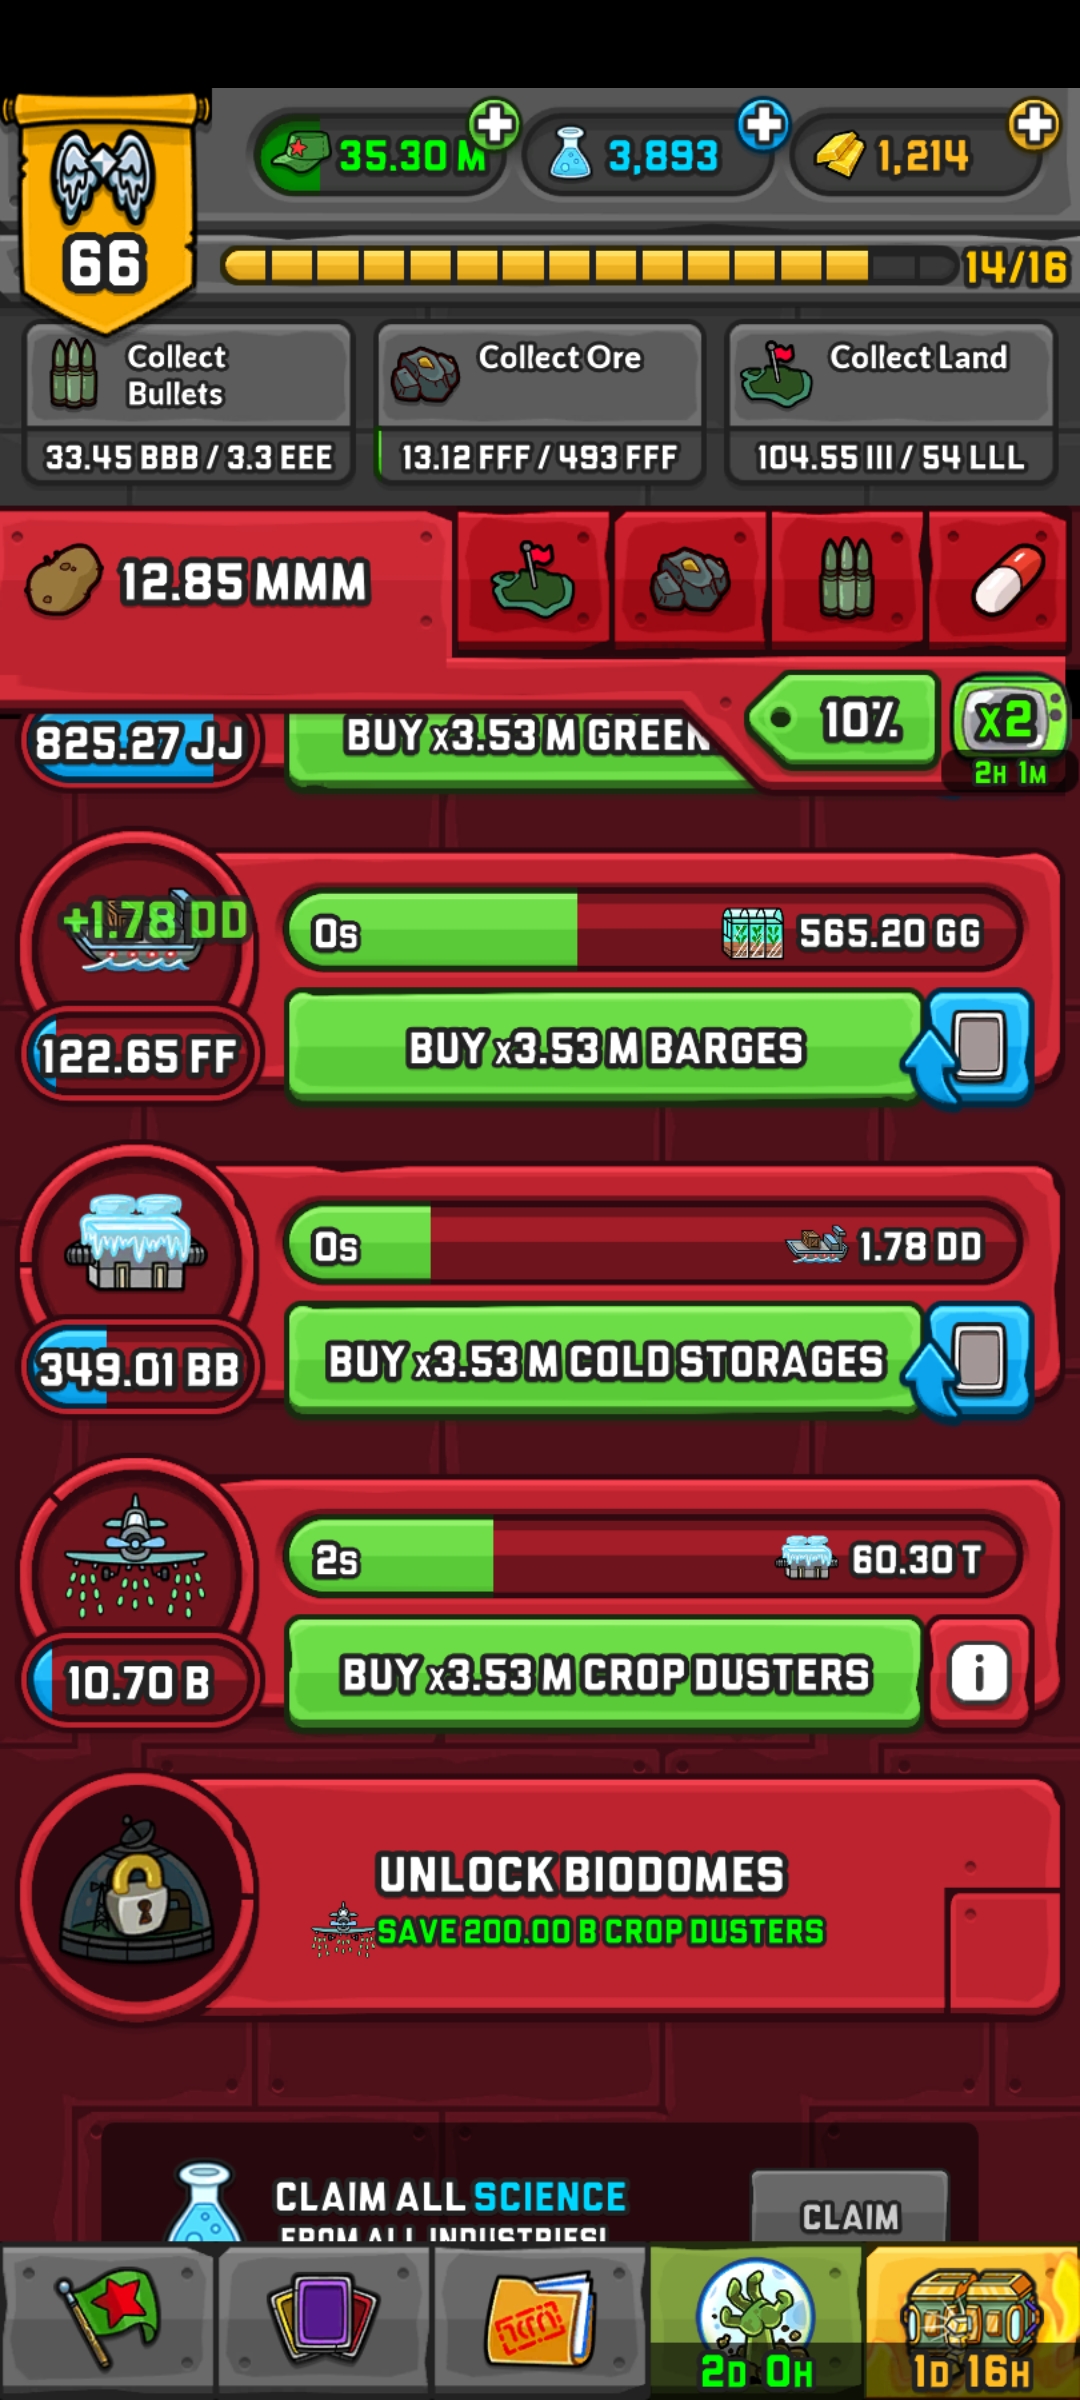 35.30 M
3,893
1,214
66
14/16
Collect
Bullets
Collect Ore
Collect Land
33.45 BBB / 3.3 EEE
13.12 FFF / 493 FFF
104.55 III / 54 LLL
12.85 MMM
10%
x2
2H 1M
825.27 JJ
BUY x3.53 M GREEN
+1.78 DD
0s
565.20 GG
122.65 FF
BUY x3.53 M BARGES
0s
1.78 DD
349.01 BB
BUY x3.53 M COLD STORAGES
2s
60.30 T
10.70 B
BUY x3.53 M CROP DUSTERS
i
UNLOCK BIODOMES
SAVE 200.00 B CROP DUSTERS
CLAIM ALL SCIENCE
FROM ALL INDUSTRIES!
CLAIM
2D 0H
1D 16H